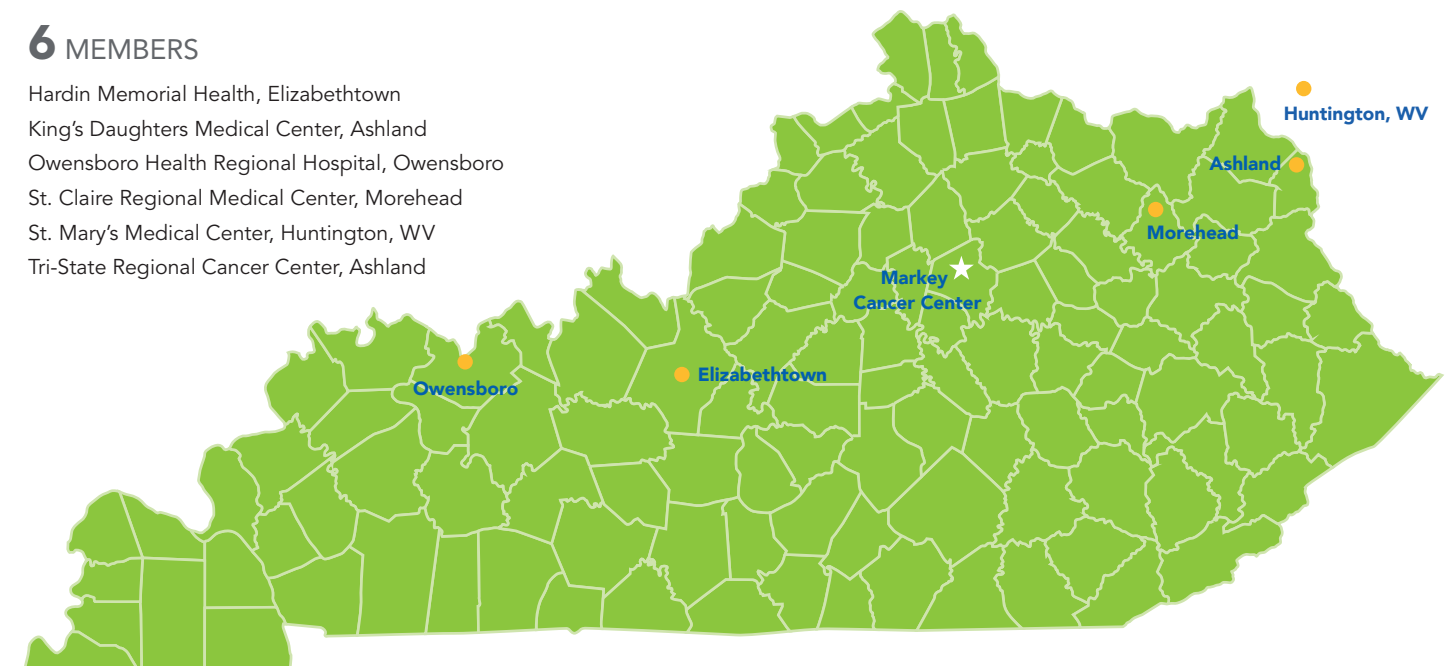 6 MEMBERS
Hardin Memorial Health, Elizabethtown
King’s Daughters Medical Center, Ashland
Owensboro Health Regional Hospital, Owensboro
St. Claire Regional Medical Center, Morehead
St. Mary’s Medical Center, Huntington, WV
Tri-State Regional Cancer Center, Ashland
Huntington, WV
Ashland
Morehead
Markey
Cancer Center
Elizabethtown
Owensboro